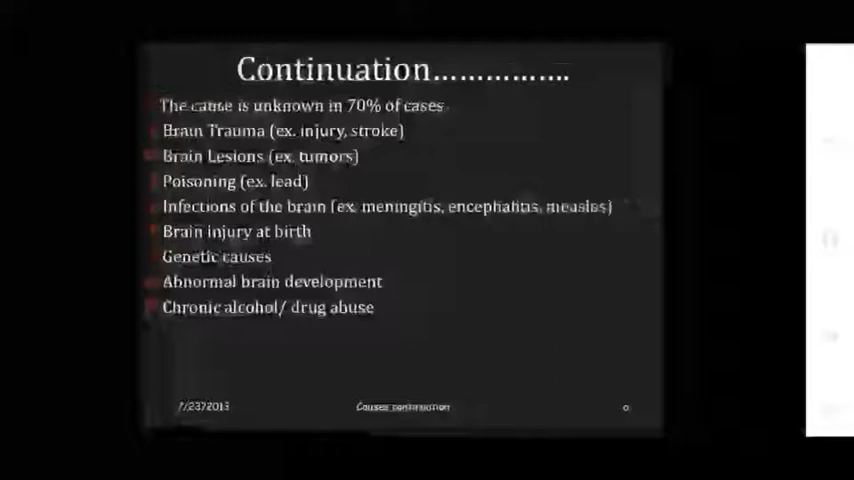 Continuation................
The cause is unknown in 70% of cases
Brain Trauma (ex. injury, stroke)
Brain Lesions (ex. tumors)
Poisoning (ex. lead)
Infections of the brain (ex. meningitis, encephalitis, measles)
Brain injury at birth
Genetic causes
Abnormal brain development
Chronic alcohol/ drug abuse
Causes continuation